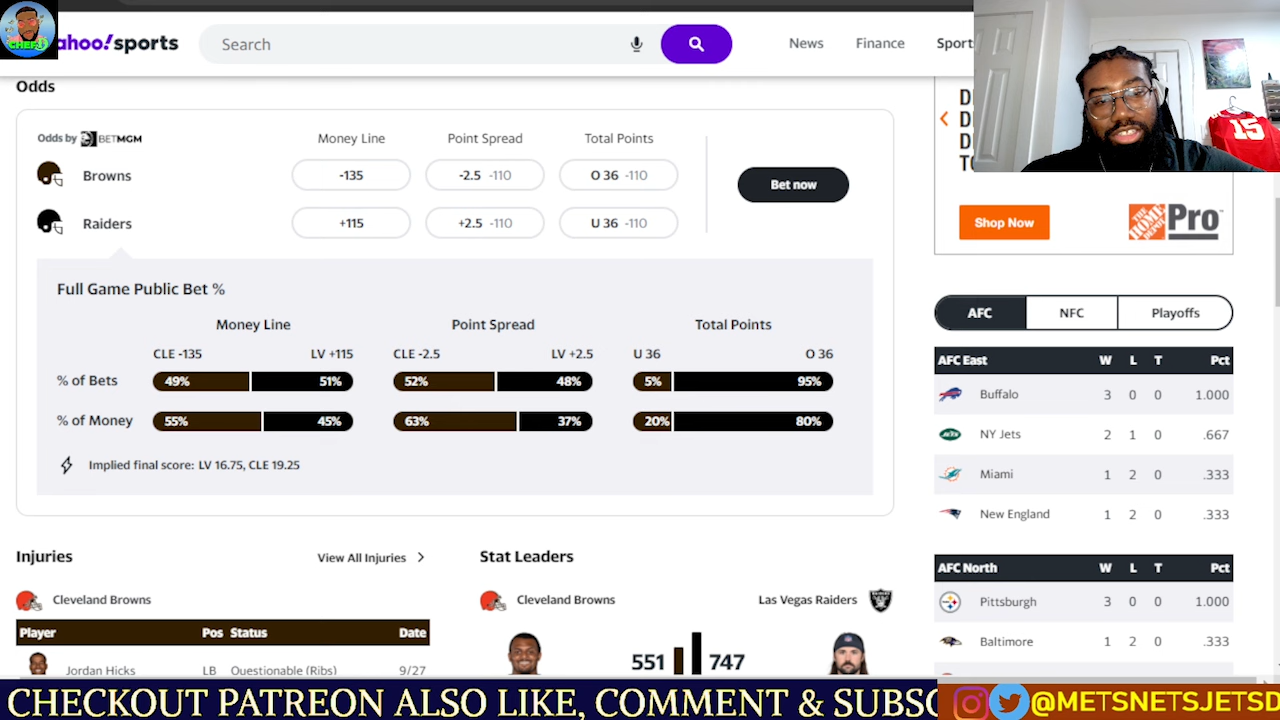 CHEF J
ahoo!sports
Search
News Finance Sport
Odds
Odds by BETMGM
Money Line Point Spread Total Points
Browns -135 -2.5 -110 O 36 -110
Raiders +115 +2.5 -110 U 36 -110
Bet now
Full Game Public Bet %
Money Line Point Spread Total Points
CLE -135 LV +115 CLE -2.5 LV +2.5 U 36 O 36
% of Bets 49% 51% 52% 48% 5% 95%
% of Money 55% 45% 63% 37% 20% 80%
Implied final score: LV 16.75, CLE 19.25
Injuries View All Injuries
Cleveland Browns
Player Pos Status Date
Jordan Hicks LB Questionable (Ribs) 9/27
Stat Leaders
Cleveland Browns Las Vegas Raiders
551 747
15
Shop Now
THE HOME DEPOT Pro
AFC NFC Playoffs
AFC East W L T Pct
Buffalo 3 0 0 1.000
JETS NY Jets 2 1 0 .667
Miami 1 2 0 .333
New England 1 2 0 .333
AFC North W L T Pct
Pittsburgh 3 0 0 1.000
Baltimore 1 2 0 .333
CHECKOUT PATREON ALSO LIKE, COMMENT & SUBSC
@METSNETSJETSD